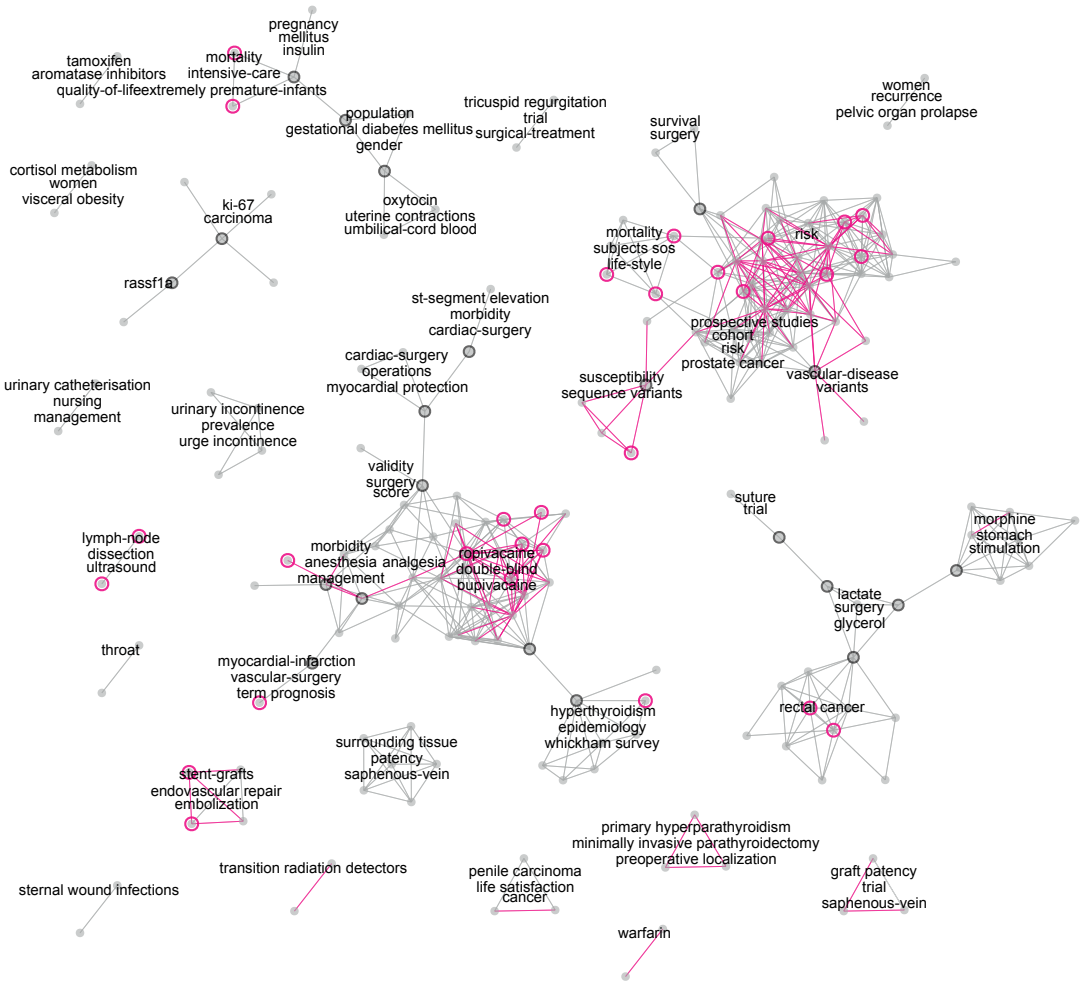 pregnancy
mellitus
insulin
mortality
intensive-care
extremely premature-infants
tamoxifen
aromatase inhibitors
quality-of-life
population
gestational diabetes mellitus
gender
tricuspid regurgitation
trial
surgical-treatment
women
recurrence
pelvic organ prolapse
survival
surgery
cortisol metabolism
women
visceral obesity
ki-67
carcinoma
oxytocin
uterine contractions
umbilical-cord blood
mortality
subjects sos
life-style
risk
rassf1a
st-segment elevation
morbidity
cardiac-surgery
prospective studies
cohort
risk
prostate cancer
cardiac-surgery
operations
myocardial protection
susceptibility
sequence variants
vascular-disease
variants
urinary catheterisation
nursing
management
urinary incontinence
prevalence
urge incontinence
validity
surgery
score
suture
trial
morphine
stomach
stimulation
lymph-node
dissection
ultrasound
morbidity
anesthesia
management
analgesia
ropivacaine
double-blind
bupivacaine
lactate
surgery
glycerol
throat
myocardial-infarction
vascular-surgery
term prognosis
hyperthyroidism
epidemiology
whickham survey
rectal cancer
surrounding tissue
patency
saphenous-vein
stent-grafts
endovascular repair
embolization
primary hyperparathyroidism
minimally invasive parathyroidectomy
preoperative localization
transition radiation detectors
penile carcinoma
life satisfaction
cancer
graft patency
trial
saphenous-vein
sternal wound infections
warfarin